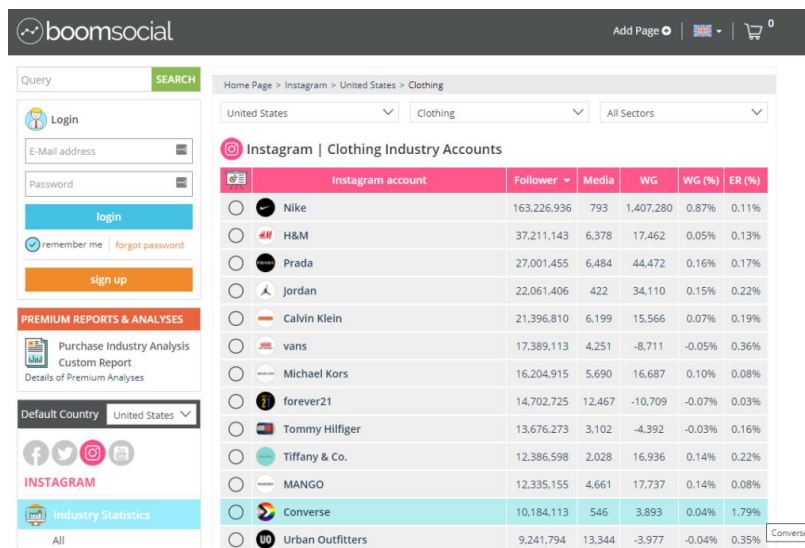 boomsocial
Add Page
0
Query
SEARCH
Home Page > Instagram > United States > Clothing
United States
Clothing
All Sectors
Login
E-Mail address
Password
login
remember me
forgot password
sign up
PREMIUM REPORTS & ANALYSES
Purchase Industry Analysis
Custom Report
Details of Premium Analyses
Default Country
United States
INSTAGRAM
Industry Statistics
All
Instagram | Clothing Industry Accounts
Instagram account Follower Media WG WG (%) ER (%)
Nike 163,226,936 793 1,407,280 0.87% 0.11%
H&M H&M 37,211,143 6,378 17,462 0.05% 0.13%
PRADA Prada 27,001,455 6,484 44,472 0.16% 0.17%
Jordan 22,061,406 422 34,110 0.15% 0.22%
Calvin Klein 21,396,810 6,199 15,566 0.07% 0.19%
vans 17,389,113 4,251 -8,711 -0.05% 0.36%
Michael Kors 16,204,915 5,690 16,687 0.10% 0.08%
21 forever21 14,702,725 12,467 -10,709 -0.07% 0.03%
Tommy Hilfiger 13,676,273 3,102 -4,392 -0.03% 0.16%
Tiffany & Co. 12,386,598 2,028 16,936 0.14% 0.22%
MANGO 12,335,155 4,661 17,737 0.14% 0.08%
Converse 10,184,113 546 3,893 0.04% 1.79%
UO Urban Outfitters 9,241,794 13,344 -3,977 -0.04% 0.35%